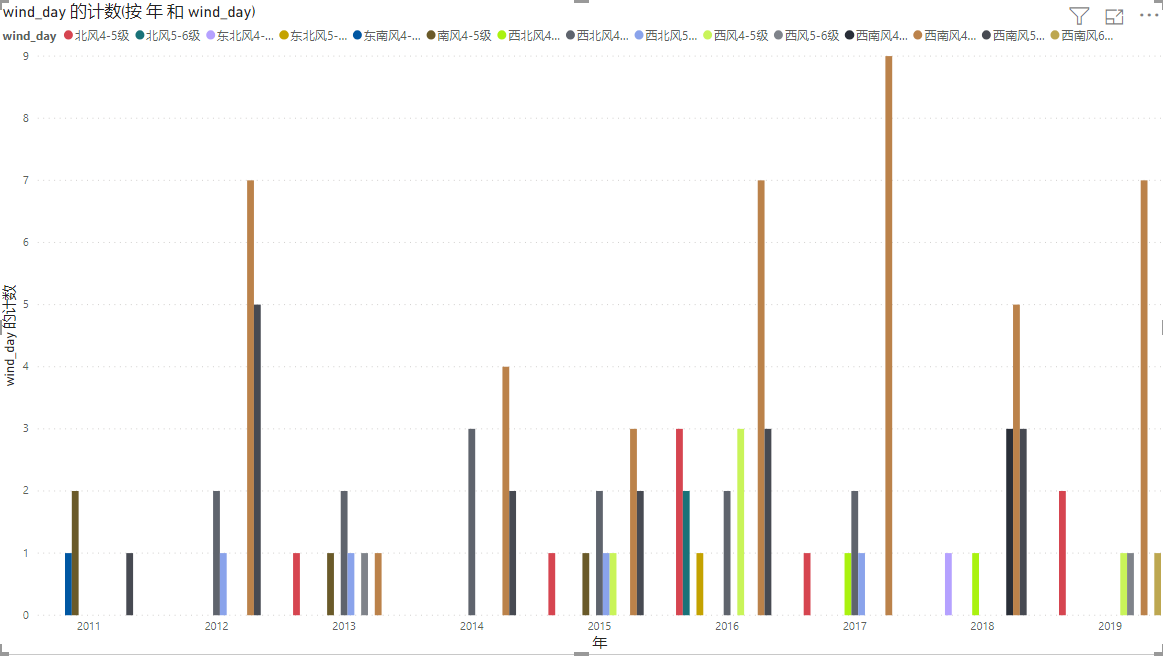 wind_day 的计数(按 年 和 wind_day)
wind_day 北风4-5级 北风5-6级 东北风4-... 东北风5-... 东南风4-... 南风4-5级 西北风4... 西北风4... 西北风5... 西风4-5级 西风5-6级 西南风4... 西南风4... 西南风5... 西南风6...
9
8
7
6
5
4
3
2
1
0
wind_day 的计数
2011 2012 2013 2014 2015 2016 2017 2018 2019
年